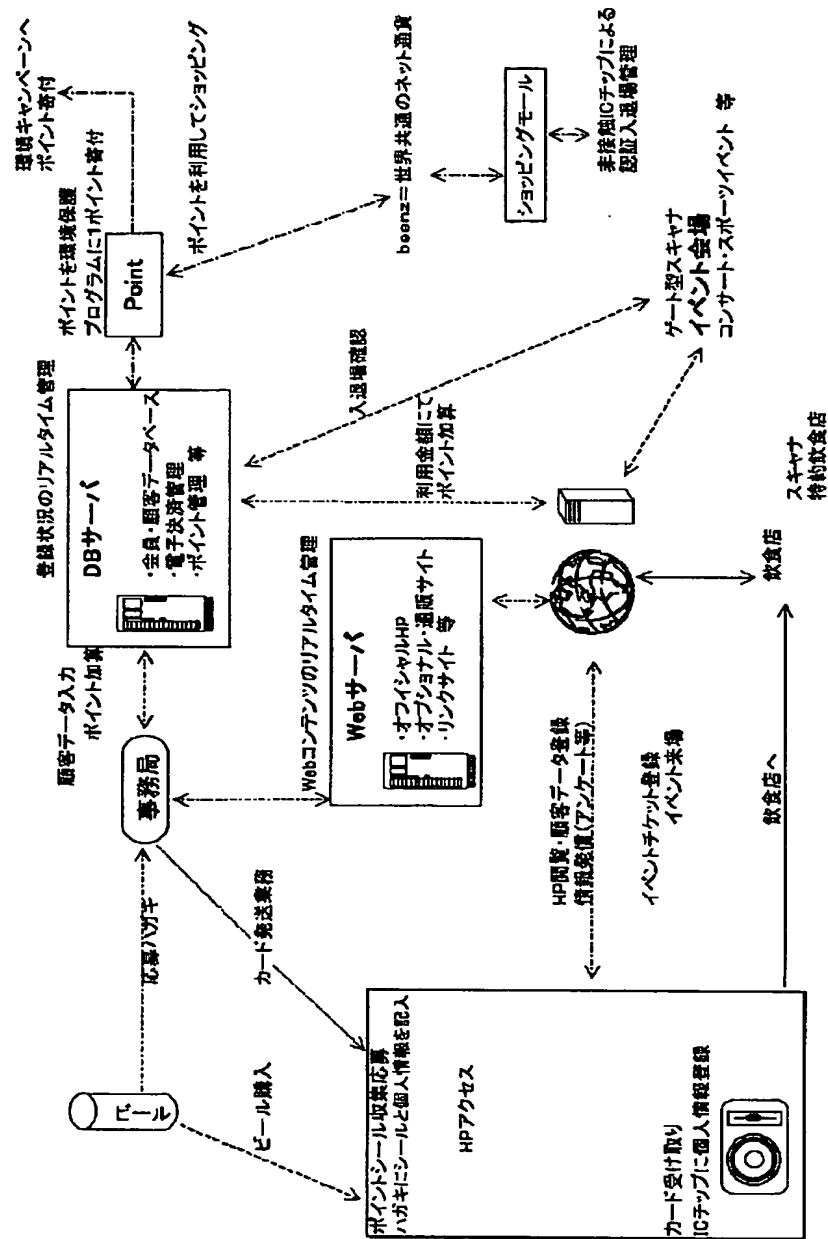 ビール
応募ハガキ
ビール購入
事務局
カード発送業務
顧客データ入力
ポイント加算
登録状況のリアルタイム管理
DBサーバ
・会員・顧客データベース
・電子決済管理
・ポイント管理 等
ポイントを環境保護
プログラムに1ポイント寄付
Point
環境キャンペーンへ
ポイント寄付
ポイントを利用してショッピング
Webコンテンツのリアルタイム管理
Webサーバ
・オフィシャルHP
・オプショナル・通販サイト
・リンクサイト 等
入退場確認
利用金額にて
ポイント加算
beenz=世界共通のネット通貨
ショッピングモール
非接触ICチップによる
認証入退場管理
ゲート型スキャナ
イベント会場
コンサート・スポーツイベント 等
ポイントシール収集応募
ハガキにシールと個人情報を記入
HPアクセス
カード受け取り
ICチップに個人情報登録
HP閲覧・顧客データ登録
情報発信(アンケート等)
イベントチケット登録
イベント来場
飲食店へ
飲食店
スキャナ
特約飲食店